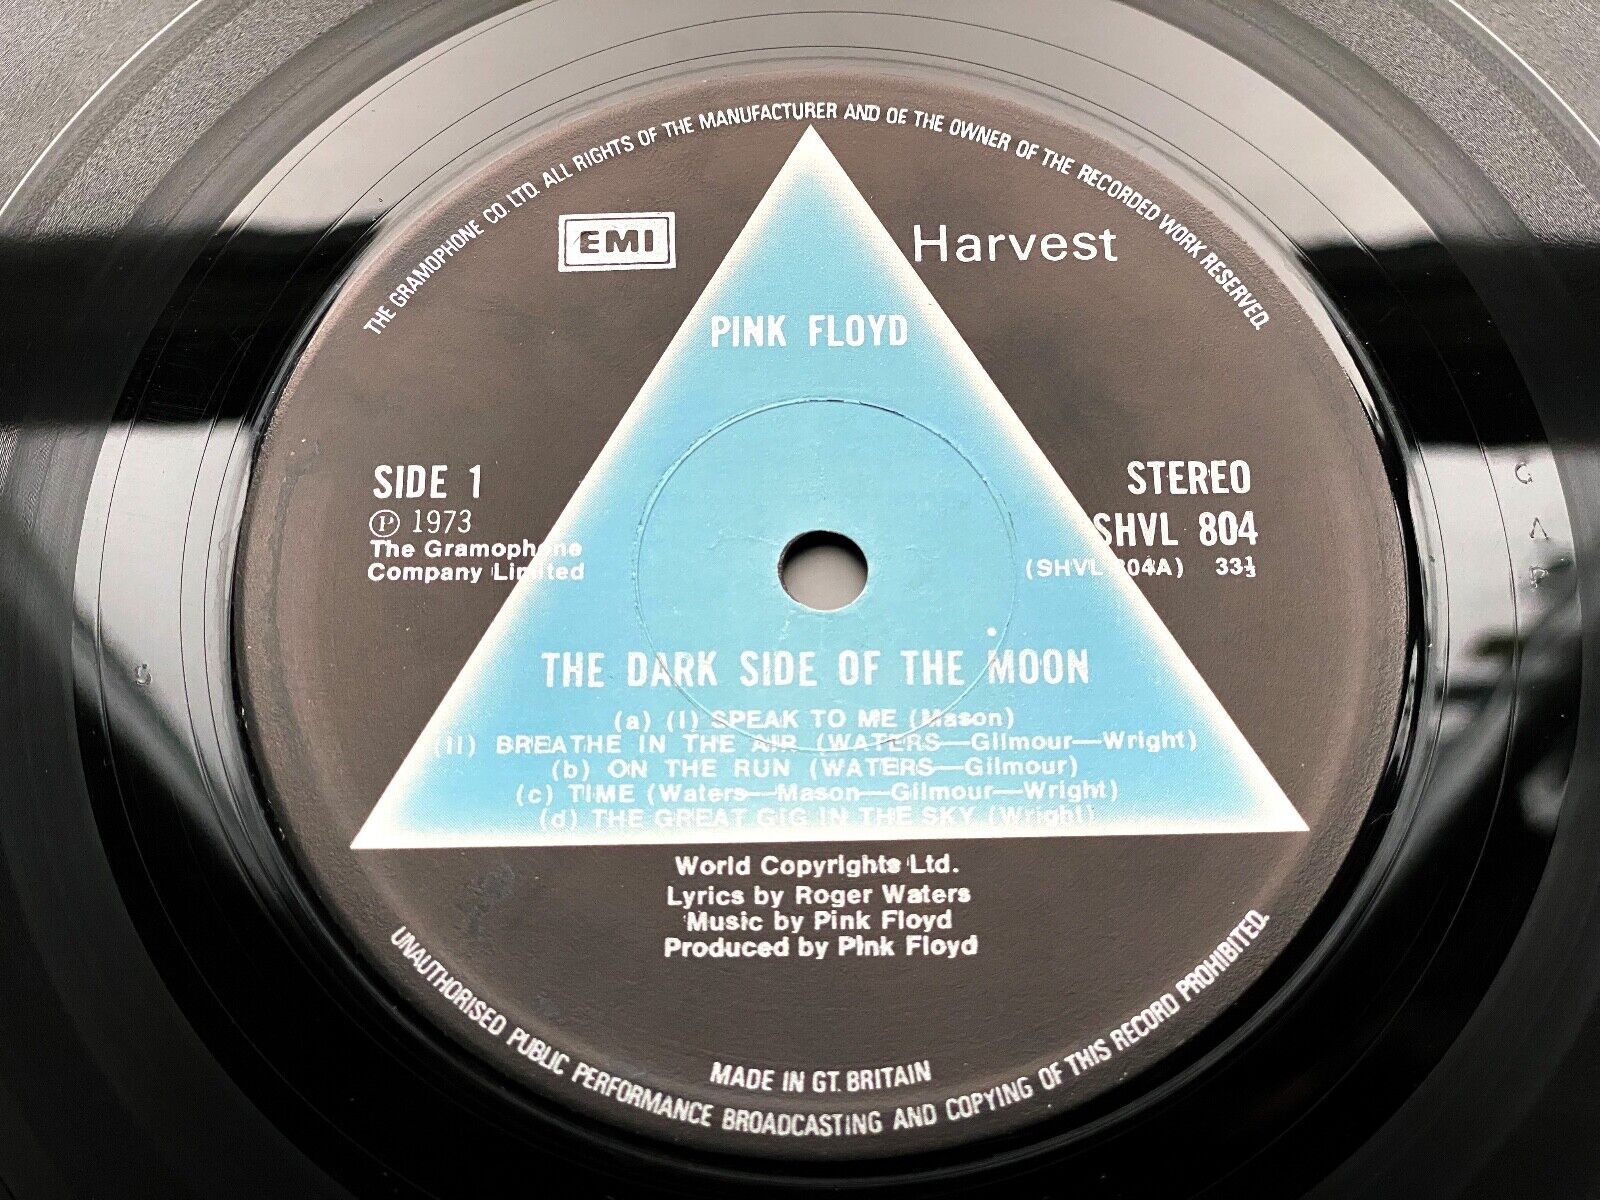 THE GRAMOPHONE CO. LTD. ALL RIGHTS OF THE MANUFACTURER AND OF THE OWNER OF THE RECORDED WORK RESERVED.
EMI
Harvest
PINK FLOYD
SIDE 1
Ⓟ 1973
The Gramophone
Company Limited
STEREO
SHVL 804
(SHVL 804A) 33⅓
THE DARK SIDE OF THE MOON
(a) (I) SPEAK TO ME (Mason)
(II) BREATHE IN THE AIR (WATERS—Gilmour—Wright)
(b) ON THE RUN (WATERS—Gilmour)
(c) TIME (Waters—Mason—Gilmour—Wright)
(d) THE GREAT GIG IN THE SKY (Wright)
World Copyrights Ltd.
Lyrics by Roger Waters
Music by Pink Floyd
Produced by Pink Floyd
MADE IN GT. BRITAIN
UNAUTHORISED PUBLIC PERFORMANCE BROADCASTING AND COPYING OF THIS RECORD PROHIBITED.